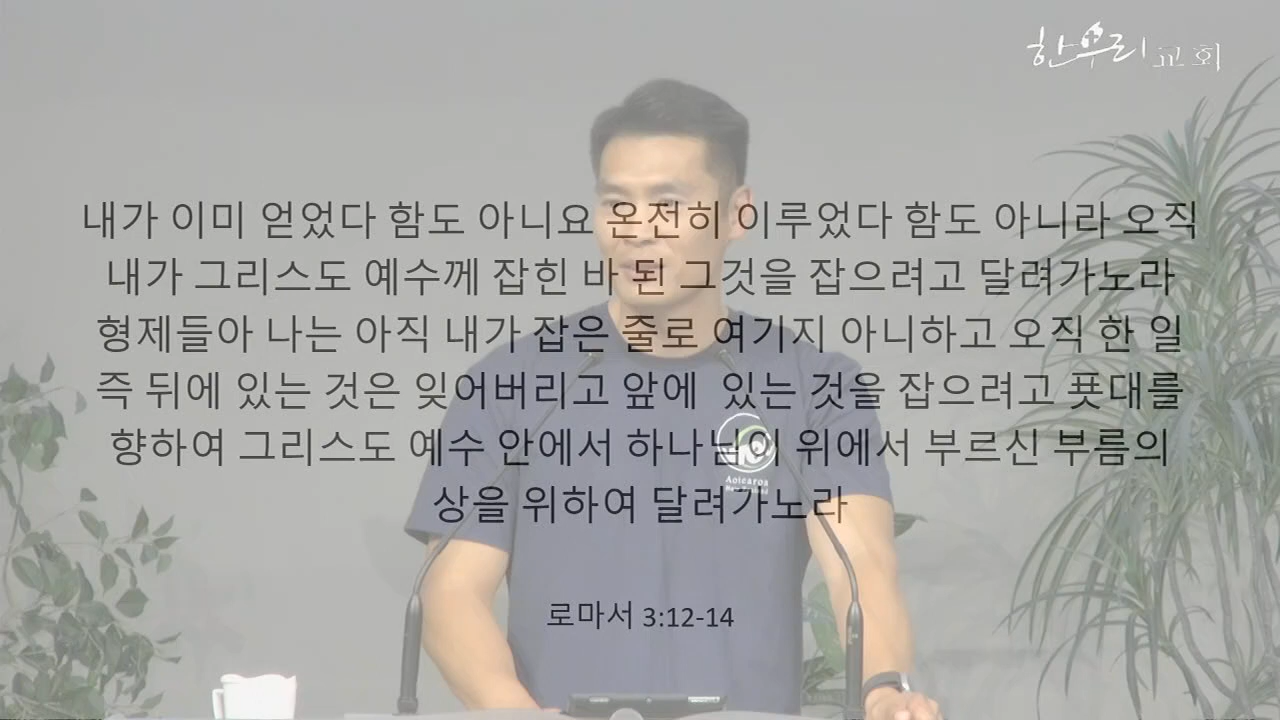 한우리교회
내가 이미 얻었다 함도 아니요 온전히 이루었다 함도 아니라 오직
내가 그리스도 예수께 잡힌 바 된 그것을 잡으려고 달려가노라
형제들아 나는 아직 내가 잡은 줄로 여기지 아니하고 오직 한 일
즉 뒤에 있는 것은 잊어버리고 앞에 있는 것을 잡으려고 푯대를
향하여 그리스도 예수 안에서 하나님이 위에서 부르신 부름의
상을 위하여 달려가노라
Aotearoa
New Zealand
로마서 3:12-14